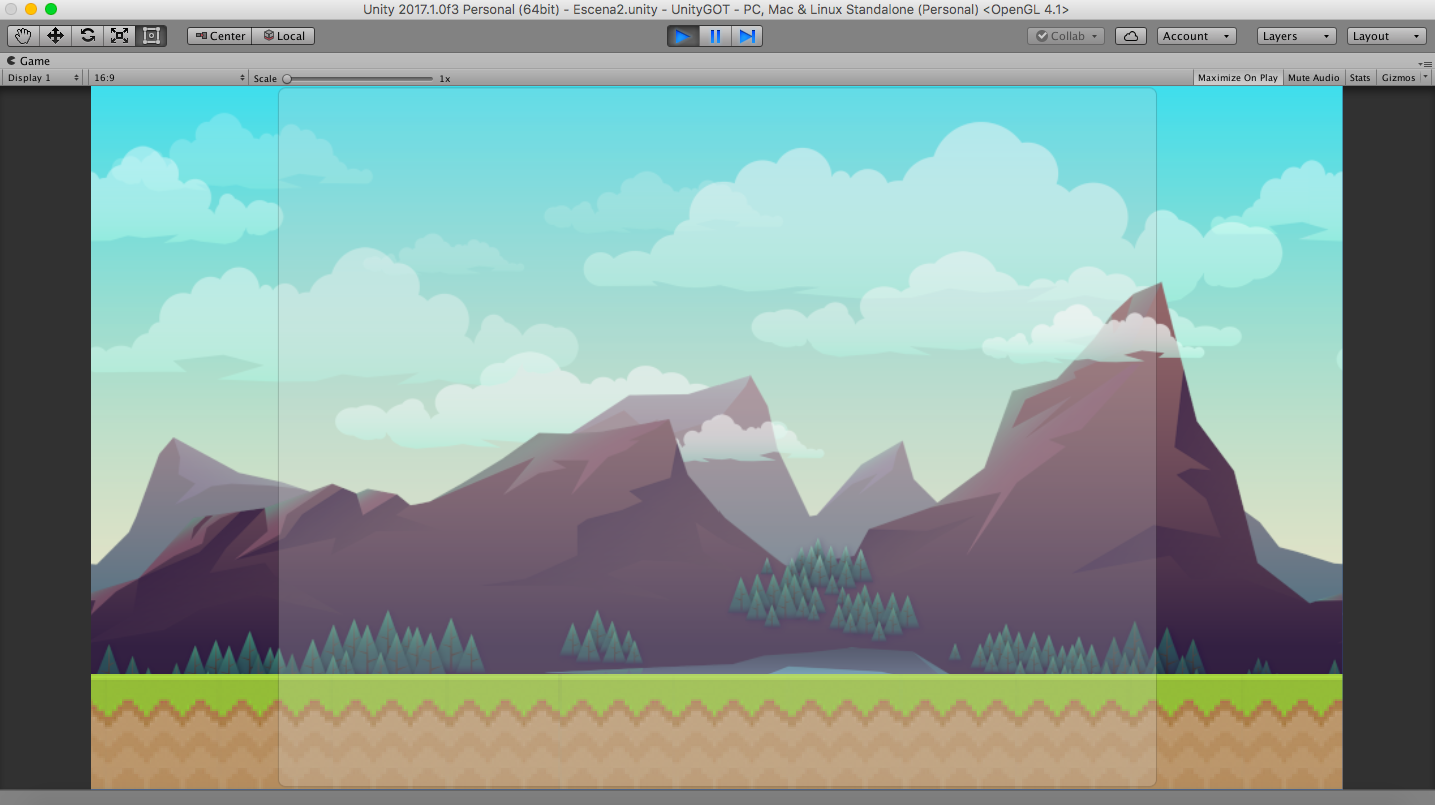 Unity 2017.1.0f3 Personal (64bit) - Escena2.unity - UnityGOT - PC, Mac & Linux Standalone (Personal) <OpenGL 4.1>
Center Local Collab Account Layers Layout
Game
Display 1 16:9 Scale 1x Maximize On Play Mute Audio Stats Gizmos